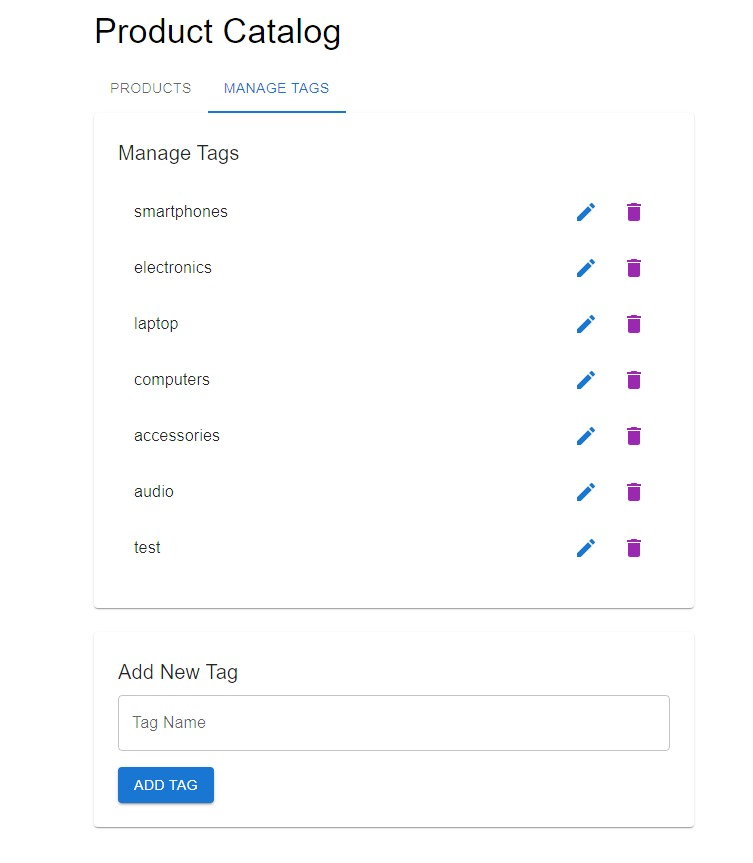 Product Catalog
PRODUCTS MANAGE TAGS
Manage Tags
smartphones
electronics
laptop
computers
accessories
audio
test
Add New Tag
Tag Name
ADD TAG